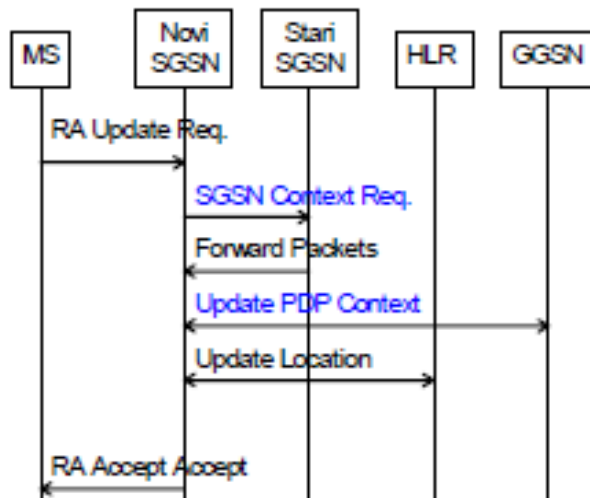 MS
Novi
SGSN
Stari
SGSN
HLR
GGSN
RA Update Req.
SGSN Context Req.
Forward Packets
Update PDP Context
Update Location
RA Accept Accept